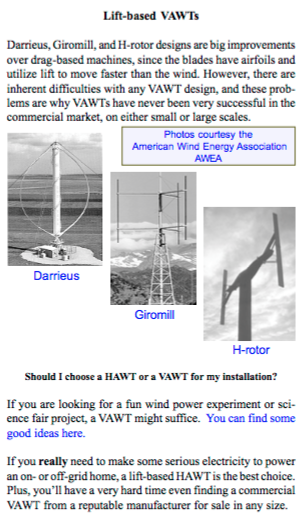 Lift-based VAWTs
Darrieus, Giromill, and H-rotor designs are big improvements
over drag-based machines, since the blades have airfoils and
utilize lift to move faster than the wind. However, there are
inherent difficulties with any VAWT design, and these prob-
lems are why VAWTs have never been very successful in the
commercial market, on either small or large scales.
Photos courtesy the
American Wind Energy Association
AWEA
Darrieus
Giromill
H-rotor
Should I choose a HAWT or a VAWT for my installation?
If you are looking for a fun wind power experiment or sci-
ence fair project, a VAWT might suffice. You can find some
good ideas here.
If you really need to make some serious electricity to power
an on- or off-grid home, a lift-based HAWT is the best choice.
Plus, you'll have a very hard time even finding a commercial
VAWT from a reputable manufacturer for sale in any size.